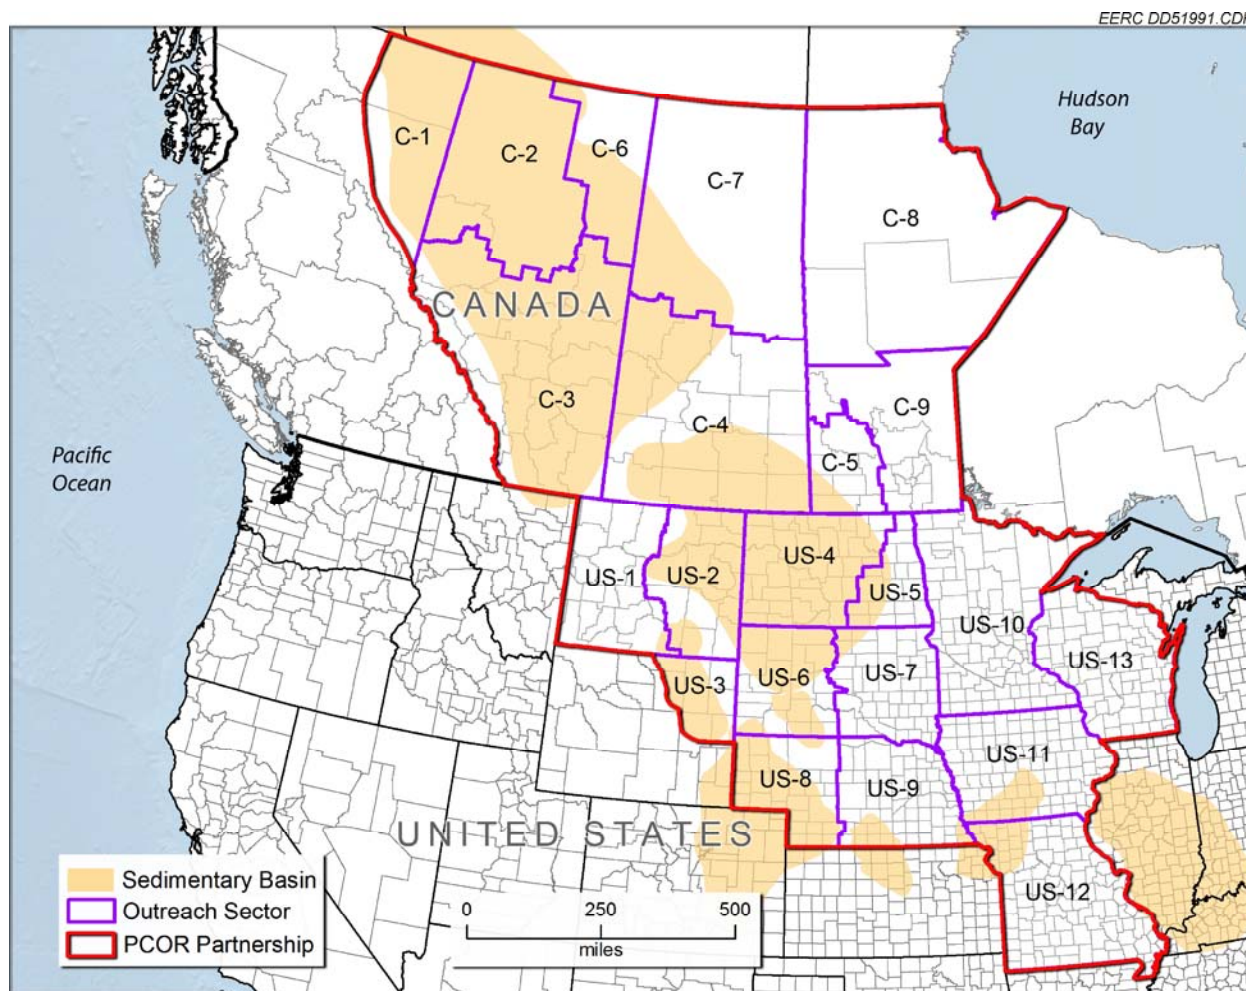 EERC DD51991.CD
Hudson
Bay
C-1
C-2
C-6
C-7
C-8
CANADA
C-3
C-4
C-9
C-5
Pacific
Ocean
US-1
US-2
US-4
US-5
US-10
US-13
US-3
US-6
US-7
US-11
US-8
US-9
UNITED STATES
US-12
Sedimentary Basin
Outreach Sector
PCOR Partnership
0 250 500
miles